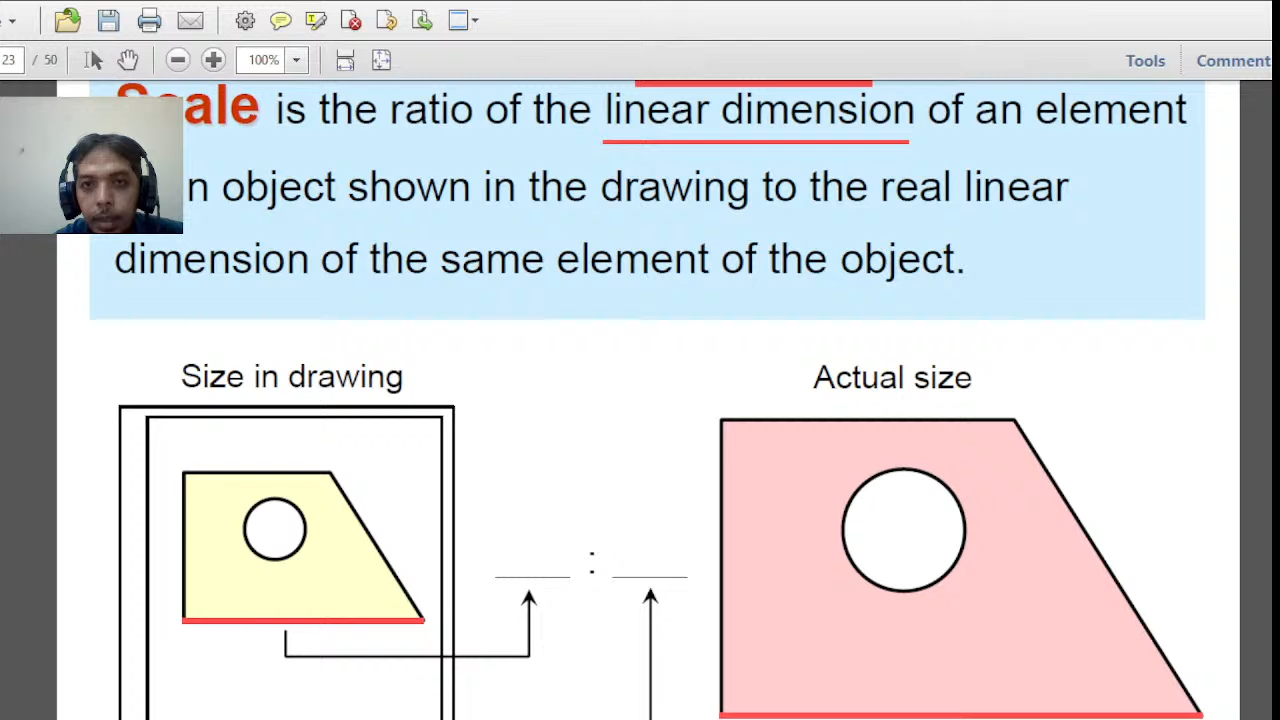 23 / 50
100%
Tools
Comment
Scale is the ratio of the linear dimension of an element
n object shown in the drawing to the real linear
dimension of the same element of the object.
Size in drawing
Actual size
: